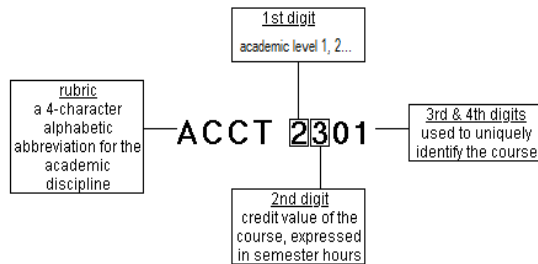 1st digit
academic level 1, 2...
rubric
a 4-character
alphabetic
abbreviation for the
academic
discipline
ACCT 2301
3rd & 4th digits
used to uniquely
identify the course
2nd digit
credit value of the
course, expressed
in semester hours